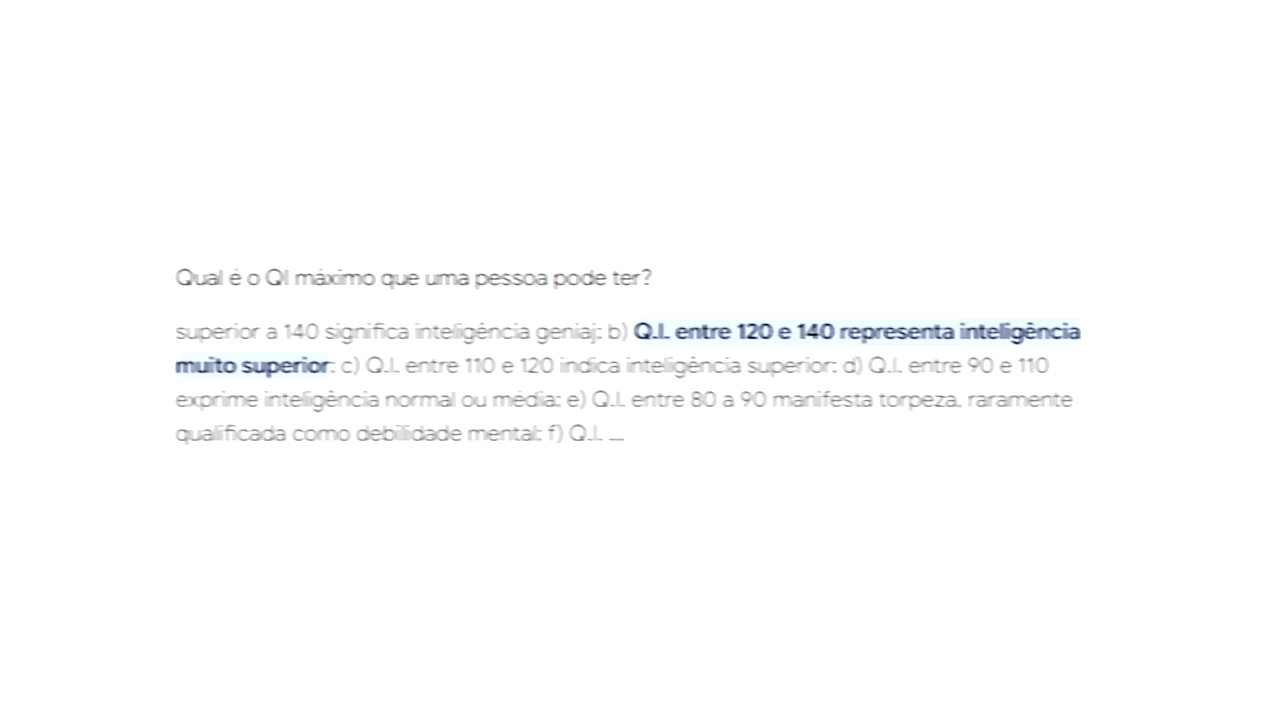 Qual é o QI máximo que uma pessoa pode ter?
superior a 140 significa inteligência geniaj; b) Q.I. entre 120 e 140 representa inteligência
muito superior; c) Q.I. entre 110 e 120 indica inteligência superior; d) Q.I. entre 90 e 110
exprime inteligência normal ou média; e) Q.I. entre 80 a 90 manifesta torpeza, raramente
qualificada como debilidade mental; f) Q.I. ...